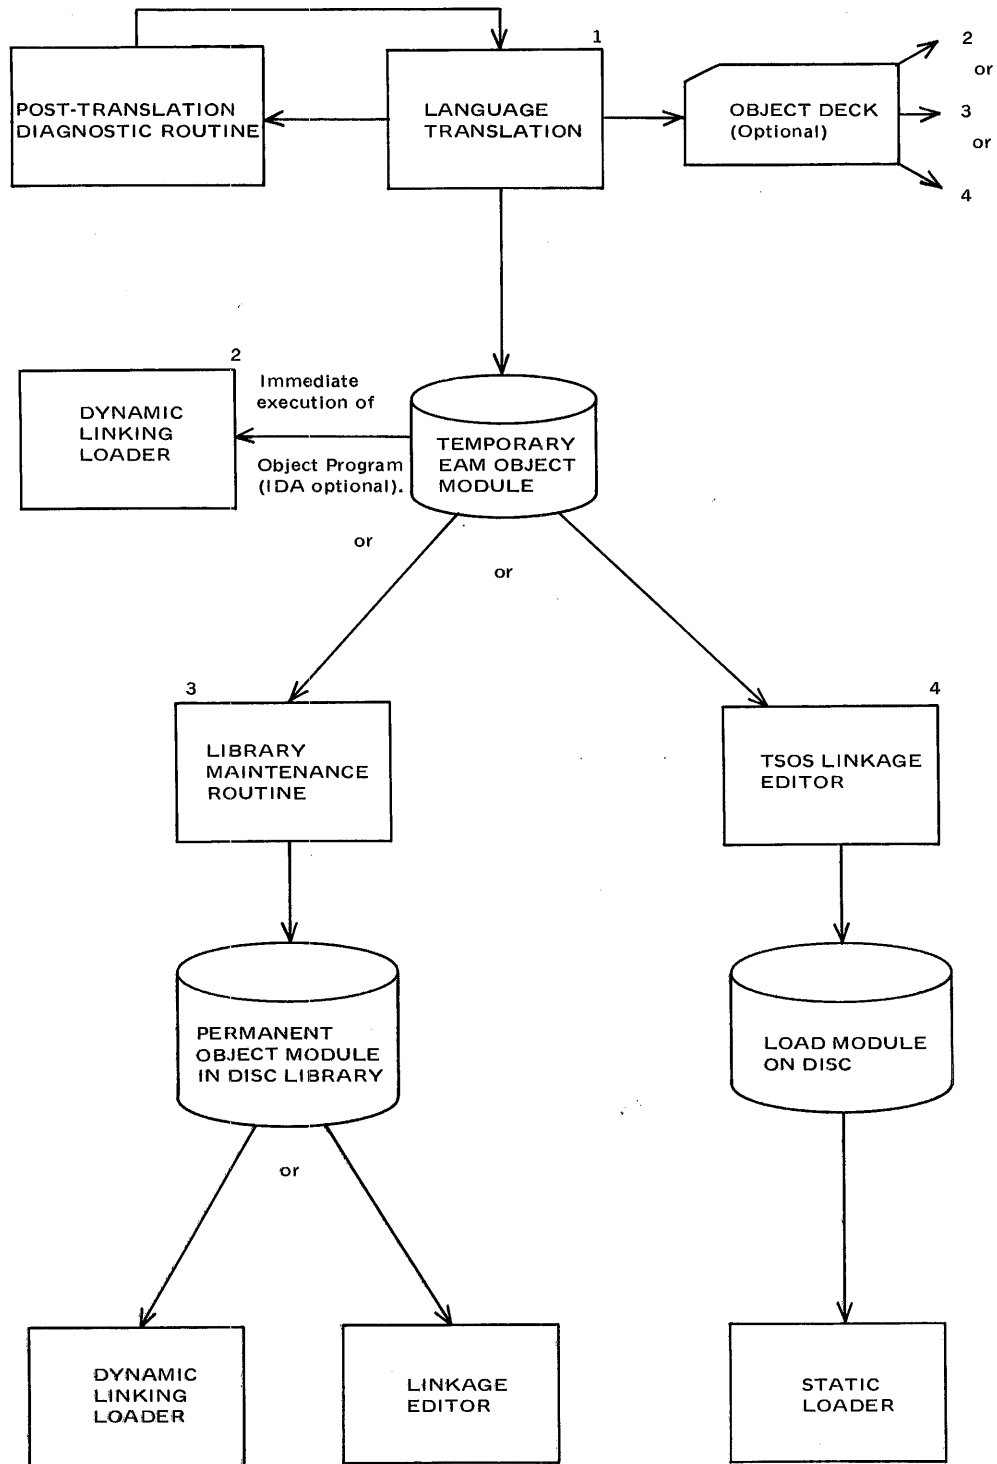 1
2
or
3
or
4
POST-TRANSLATION
DIAGNOSTIC ROUTINE
LANGUAGE
TRANSLATION
OBJECT DECK
(Optional)
2
DYNAMIC
LINKING
LOADER
Immediate
execution of
Object Program
(IDA optional).
TEMPORARY
EAM OBJECT
MODULE
or
or
3
LIBRARY
MAINTENANCE
ROUTINE
4
TSOS LINKAGE
EDITOR
PERMANENT
OBJECT MODULE
IN DISC LIBRARY
LOAD MODULE
ON DISC
or
DYNAMIC
LINKING
LOADER
LINKAGE
EDITOR
STATIC
LOADER